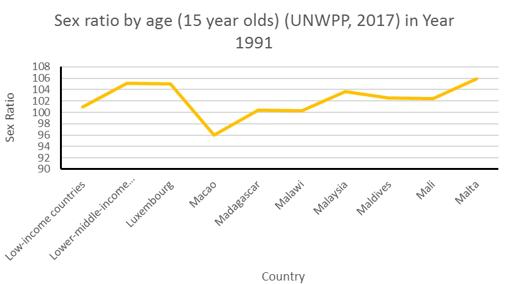 Sex ratio by age (15 year olds) (UNWPP, 2017) in Year
1991
Sex Ratio
108
106
104
102
100
98
96
94
92
90
Low-income countries
Lower-middle-income...
Luxembourg
Macao
Madagascar
Malawi
Malaysia
Maldives
Mali
Malta
Country